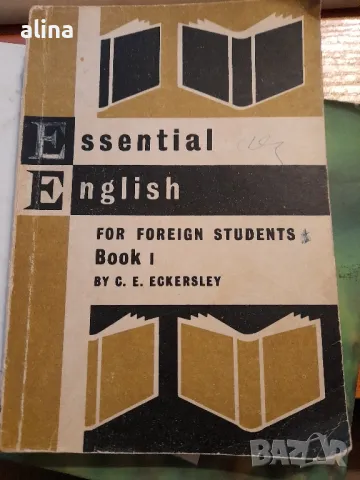 alina
Essential
English
FOR FOREIGN STUDENTS
Book I
BY C. E. ECKERSLEY
BAZAR